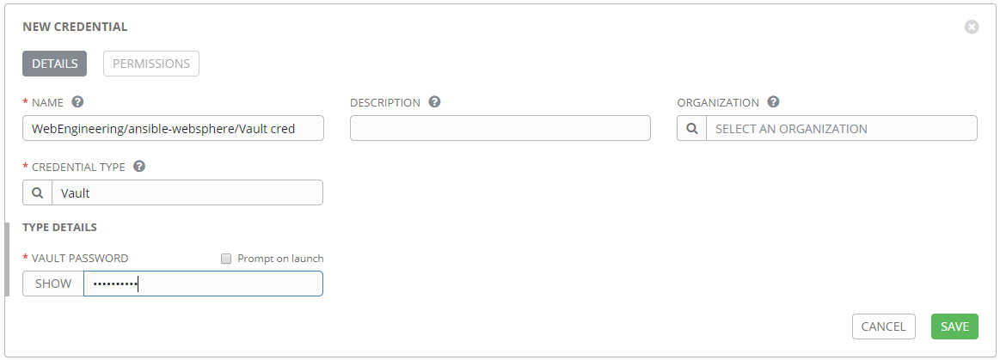 NEW CREDENTIAL
DETAILS PERMISSIONS
* NAME ? DESCRIPTION ? ORGANIZATION ?
WebEngineering/ansible-websphere/Vault cred SELECT AN ORGANIZATION
* CREDENTIAL TYPE ?
Vault
TYPE DETAILS
* VAULT PASSWORD Prompt on launch
SHOW ••••••••••
CANCEL SAVE